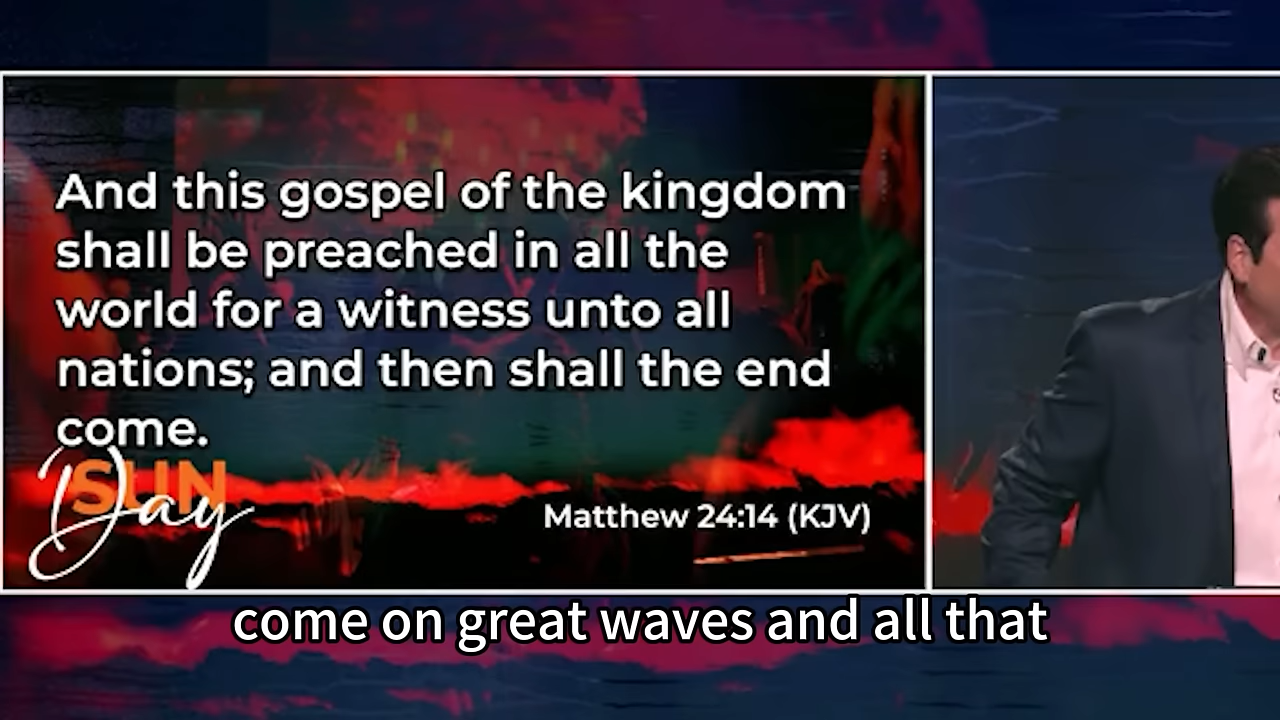 And this gospel of the kingdom
shall be preached in all the
world for a witness unto all
nations; and then shall the end
come.
SUN
Day
Matthew 24:14 (KJV)
come on great waves and all that